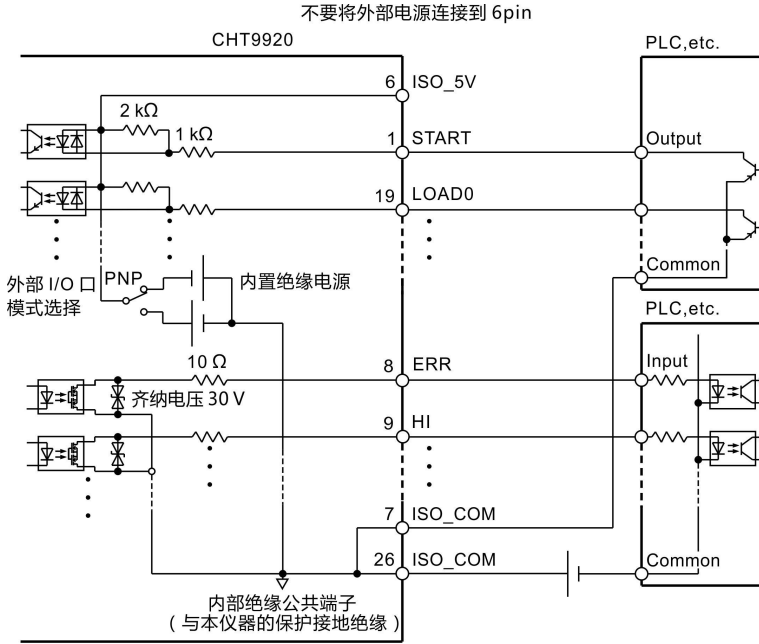 不要将外部电源连接到 6pin
CHT9920
PLC,etc.
6 ISO_5V
2 kΩ
1 kΩ
1 START
Output
19 LOAD0
Common
外部 I/O 口
模式选择
PNP
内置绝缘电源
PLC,etc.
10 Ω
8 ERR
Input
齐纳电压 30 V
9 HI
7 ISO_COM
26 ISO_COM
Common
内部绝缘公共端子
（与本仪器的保护接地绝缘）